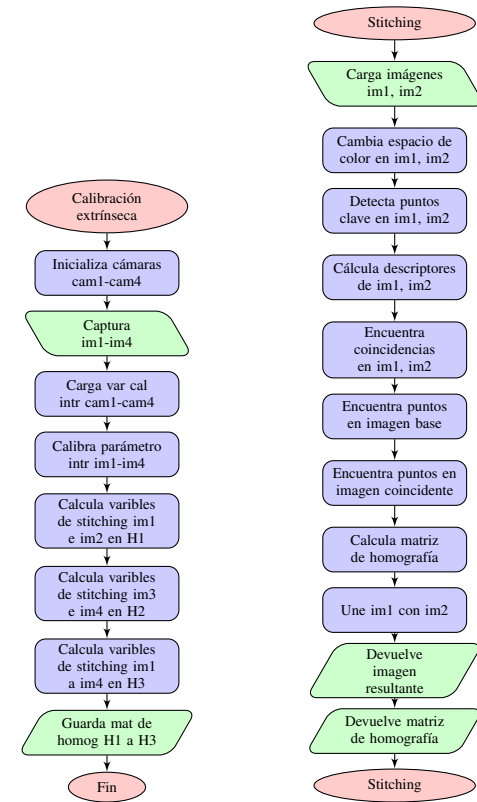 Calibración
extrínseca
Inicializa cámaras
cam1-cam4
Captura
im1-im4
Carga var cal
intr cam1-cam4
Calibra parámetro
intr im1-im4
Calcula varibles
de stitching im1
e im2 en H1
Calcula varibles
de stitching im3
e im4 en H2
Calcula varibles
de stitching im1
a im4 en H3
Guarda mat de
homog H1 a H3
Fin
Stitching
Carga imágenes
im1, im2
Cambia espacio de
color en im1, im2
Detecta puntos
clave en im1, im2
Cálcula descriptores
de im1, im2
Encuentra
coincidencias
en im1, im2
Encuentra puntos
en imagen base
Encuentra puntos en
imagen coincidente
Calcula matriz
de homografía
Une im1 con im2
Devuelve
imagen
resultante
Devuelve matriz
de homografía
Stitching